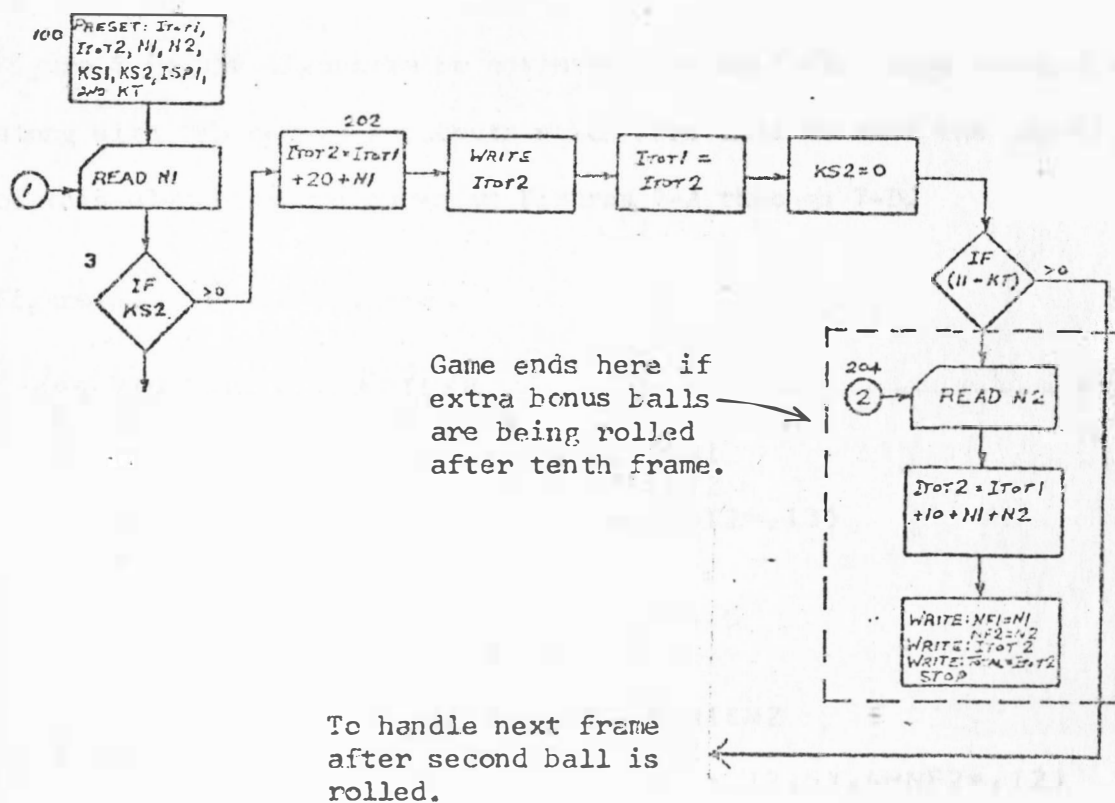 100
PRESET: ITOT1,
ITOT2, N1, N2,
KS1, KS2, ISP1,
AND KT
1
READ N1
3
IF
KS2
>0
202
ITOT2 = ITOT1
+20 + N1
WRITE
ITOT2
ITOT1 =
ITOT2
KS2=0
IF
(11-KT)
>0
Game ends here if
extra bonus balls
are being rolled
after tenth frame.
204
2
READ N2
ITOT2 = ITOT1
+10+N1+N2
WRITE: NF1=N1
NF2=N2
WRITE: ITOT2
WRITE: TOTAL=ITOT2
STOP
To handle next frame
after second ball is
rolled.